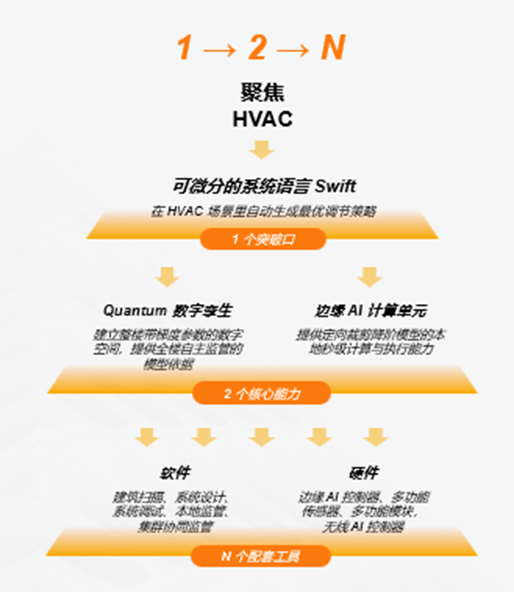 1 → 2 → N
聚焦
HVAC
可微分的系统语言 Swift
在 HVAC 场景里自动生成最优调节策略
1 个突破口
Quantum 数字孪生
建立整楼带梯度参数的数字
空间，提供全楼自主监管的
模型依据
边缘 AI 计算单元
提供定向裁剪降阶模型的本
地秒级计算与执行能力
2 个核心能力
软件
建筑扫描、系统设计、
系统调试、本地监管、
集群协同监管
硬件
边缘 AI 控制器、多功能
传感器、多功能模块，
无线 AI 控制器
N 个配套工具